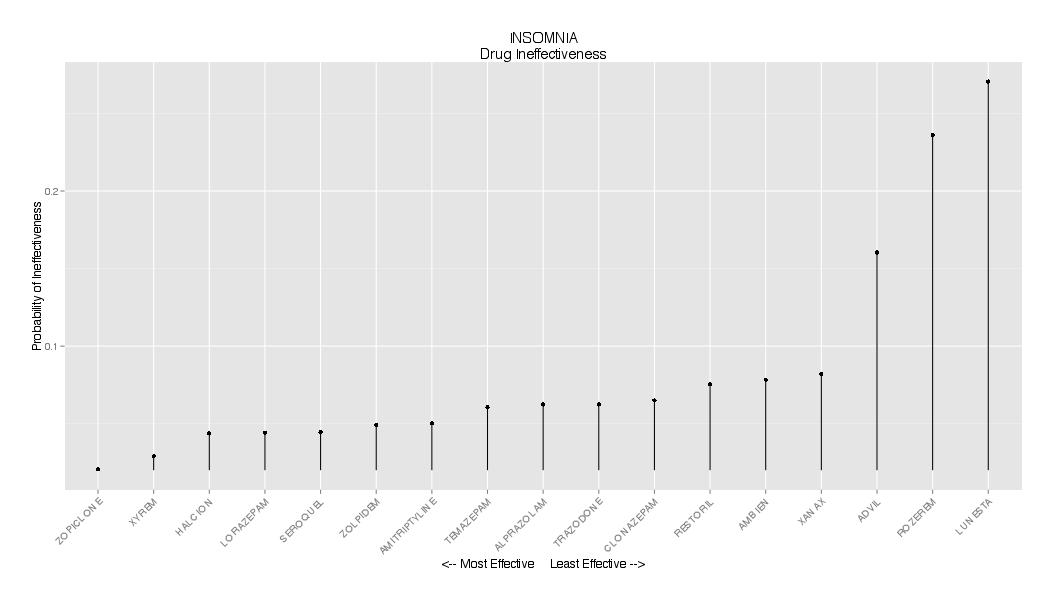 INSOMNIA
Drug Ineffectiveness
Probability of Ineffectiveness
0.2
0.1
ZOPICLONE
XYREM
HALCION
LORAZEPAM
SEROQUEL
ZOLPIDEM
AMITRIPTYLINE
TEMAZEPAM
ALPRAZOLAM
TRAZODONE
CLONAZEPAM
RESTORIL
AMBIEN
XANAX
ADVIL
ROZEREM
LUNESTA
<-- Most Effective Least Effective -->